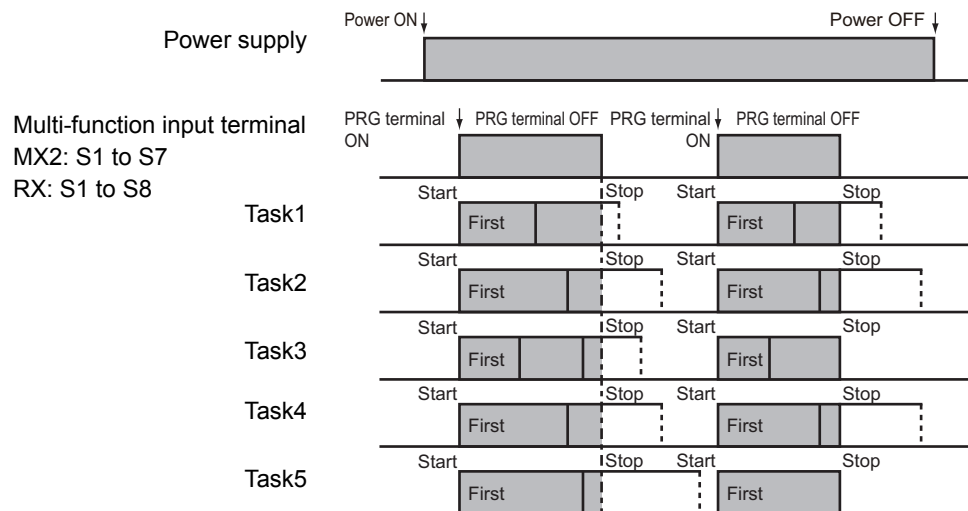 Power ON
Power OFF
Power supply
Multi-function input terminal
MX2: S1 to S7
RX: S1 to S8
PRG terminal
ON
PRG terminal OFF
PRG terminal
ON
PRG terminal OFF
Task1
Start
First
Stop
Start
First
Stop
Task2
Start
First
Stop
Start
First
Stop
Task3
Start
First
Stop
Start
First
Stop
Task4
Start
First
Stop
Start
First
Stop
Task5
Start
First
Stop
Start
First
Stop